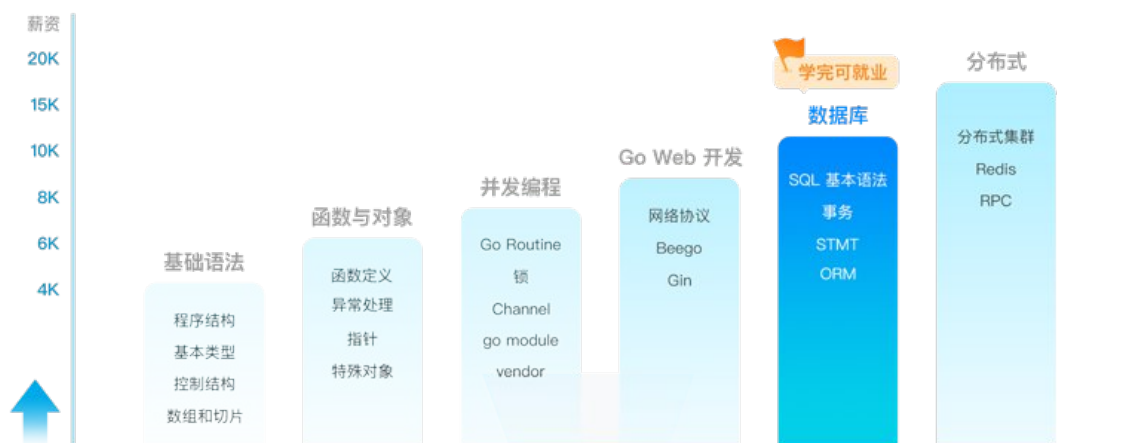 薪资
20K
15K
10K
8K
6K
4K
基础语法
程序结构
基本类型
控制结构
数组和切片
函数与对象
函数定义
异常处理
指针
特殊对象
并发编程
Go Routine
锁
Channel
go module
vendor
Go Web 开发
网络协议
Beego
Gin
学完可就业
数据库
SQL 基本语法
事务
STMT
ORM
分布式
分布式集群
Redis
RPC